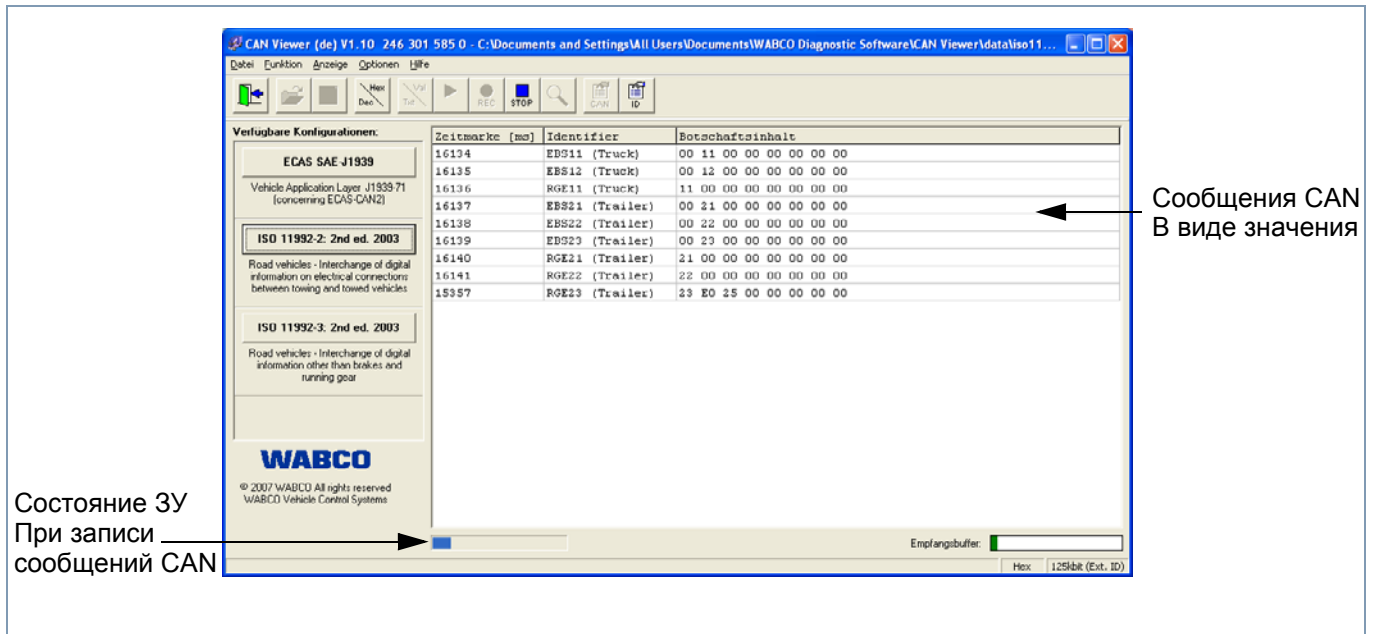 CAN Viewer (de) V1.10 246 301 585 0 - C:\Documents and Settings\All Users\Documents\WABCO Diagnostic Software\CAN Viewer\data\iso11...
Datei Funktion Anzeige Optionen Hilfe
Hex
Dec
Val
Txt
REC
STOP
CAN
ID
Verfügbare Konfigurationen:
ECAS SAE-J1939
Vehicle Application Layer J1939-71
(concerning ECAS-CAN2)
ISO 11992-2: 2nd ed. 2003
Road vehicles - Interchange of digital
information on electrical connections
between towing and towed vehicles
ISO 11992-3: 2nd ed. 2003
Road vehicles - Interchange of digital
information other than brakes and
running gear
WABCO
© 2007 WABCO All rights reserved
WABCO Vehicle Control Systems
Zeitmarke [ms] Identifier Botschaftsinhalt
16134 EBS11 (Truck) 00 11 00 00 00 00 00 00
16135 EBS12 (Truck) 00 12 00 00 00 00 00 00
16136 RGE11 (Truck) 11 00 00 00 00 00 00 00
16137 EBS21 (Trailer) 00 21 00 00 00 00 00 00
16138 EBS22 (Trailer) 00 22 00 00 00 00 00 00
16139 EBS23 (Trailer) 00 23 00 00 00 00 00 00
16140 RGE21 (Trailer) 21 00 00 00 00 00 00 00
16141 RGE22 (Trailer) 22 00 00 00 00 00 00 00
15357 RGE23 (Trailer) 23 E0 25 00 00 00 00 00
Сообщения CAN
В виде значения
Состояние ЗУ
При записи
сообщений CAN
Empfangsbuffer:
Hex 125kbit (Ext. ID)